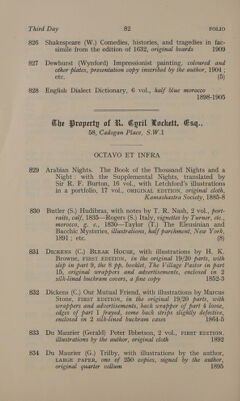 Third Day 82 FOLIO
826 Shakespeare (W.) Comedies, histories, and tragedies in fac-
simile from the edition of 1632, original boards 1909
827 Dewhurst (Wynford) Impressionist painting, coloured and
other plates, presentation copy inscribed by the author, 1904;
etc. (5)
828 English Dialect Dictionary, 6 vol., half blue morocco
1898-1905
The Property of R. Cyril Lockett, Esq.,
58, Cadogan Place, S.W.1
OCTAVO ET INFRA
829 Arabian Nights. The Book of the Thousand Nights and a
Night: with the Supplemental Nights, translated by
Sir R. F. Burton, 16 vol., with Letchford's illustrations
in a portfolio, 17 vol., ORIGINAL EDITION, original cloth,
Kamashastra Society, 1885-8
830 Butler (S.) Hudibras, with notes by T. R. Nash, 2 vol., por-
traits, calf, 1835—Rogers (S.) Italy, vignettes by Turner, etc.,
morocco, g. e., 1830—Taylor (T.) The Eleusinian and
Bacchic Mysteries, illustrations, half parchment, New York,
1891; etc. (8)
831 Dickens (C.) BLEAK HOUSE, with illustrations by H. K.
Browne, FIRST EDITION, in the original 19/20 parts, with
slip in part 9, the 8 pp. booklet, The Village Pastor in part
15, original wrappers and advertisements, enclosed in 2
silk-lined buckram covers, a fine copy 1852-3
832 Dickens (C.) Our Mutual Friend, with illustrations by Marcus
Stone, FIRST EDITION, in the original 19/20 parts, with
wrappers and advertisements, back wrapper of part 4 loose,
edges of part 1 frayed, some back strips slightly defective,
enclosed in 2 silk-lined buckram cases 1864-5
833 Du Maurier (Gerald) Peter Ibbetson, 2 vol., FIRST EDITION,
illustrations by the author, original cloth 1892
834 Du Maurier (G.) Trilby, with illustrations by the author,
LARGE PAPER, one of 250 copies, signed by the author,
original quarter vellum 1895